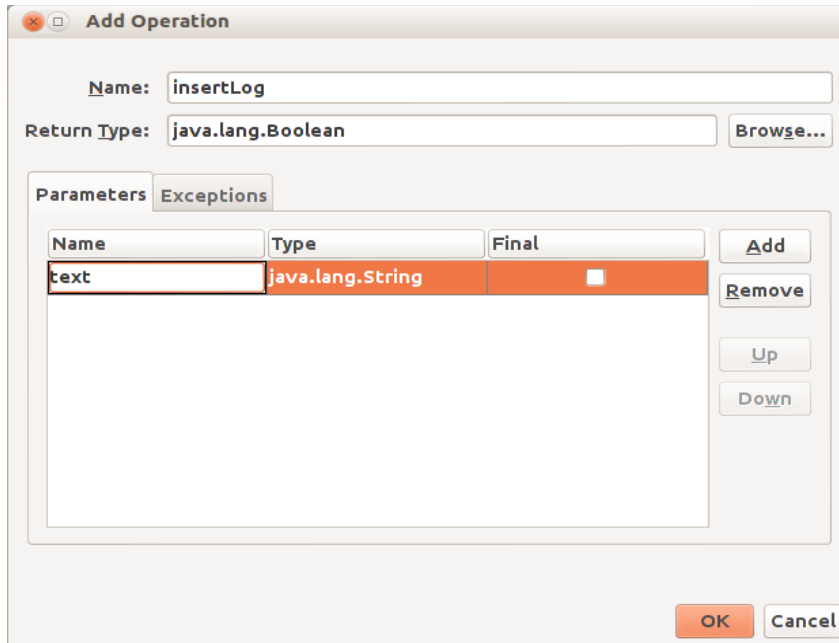 Add Operation
Name: insertLog
Return Type: java.lang.Boolean Browse...
Parameters Exceptions
Name Type Final Add
text java.lang.String
Remove
Up
Down
OK Cancel